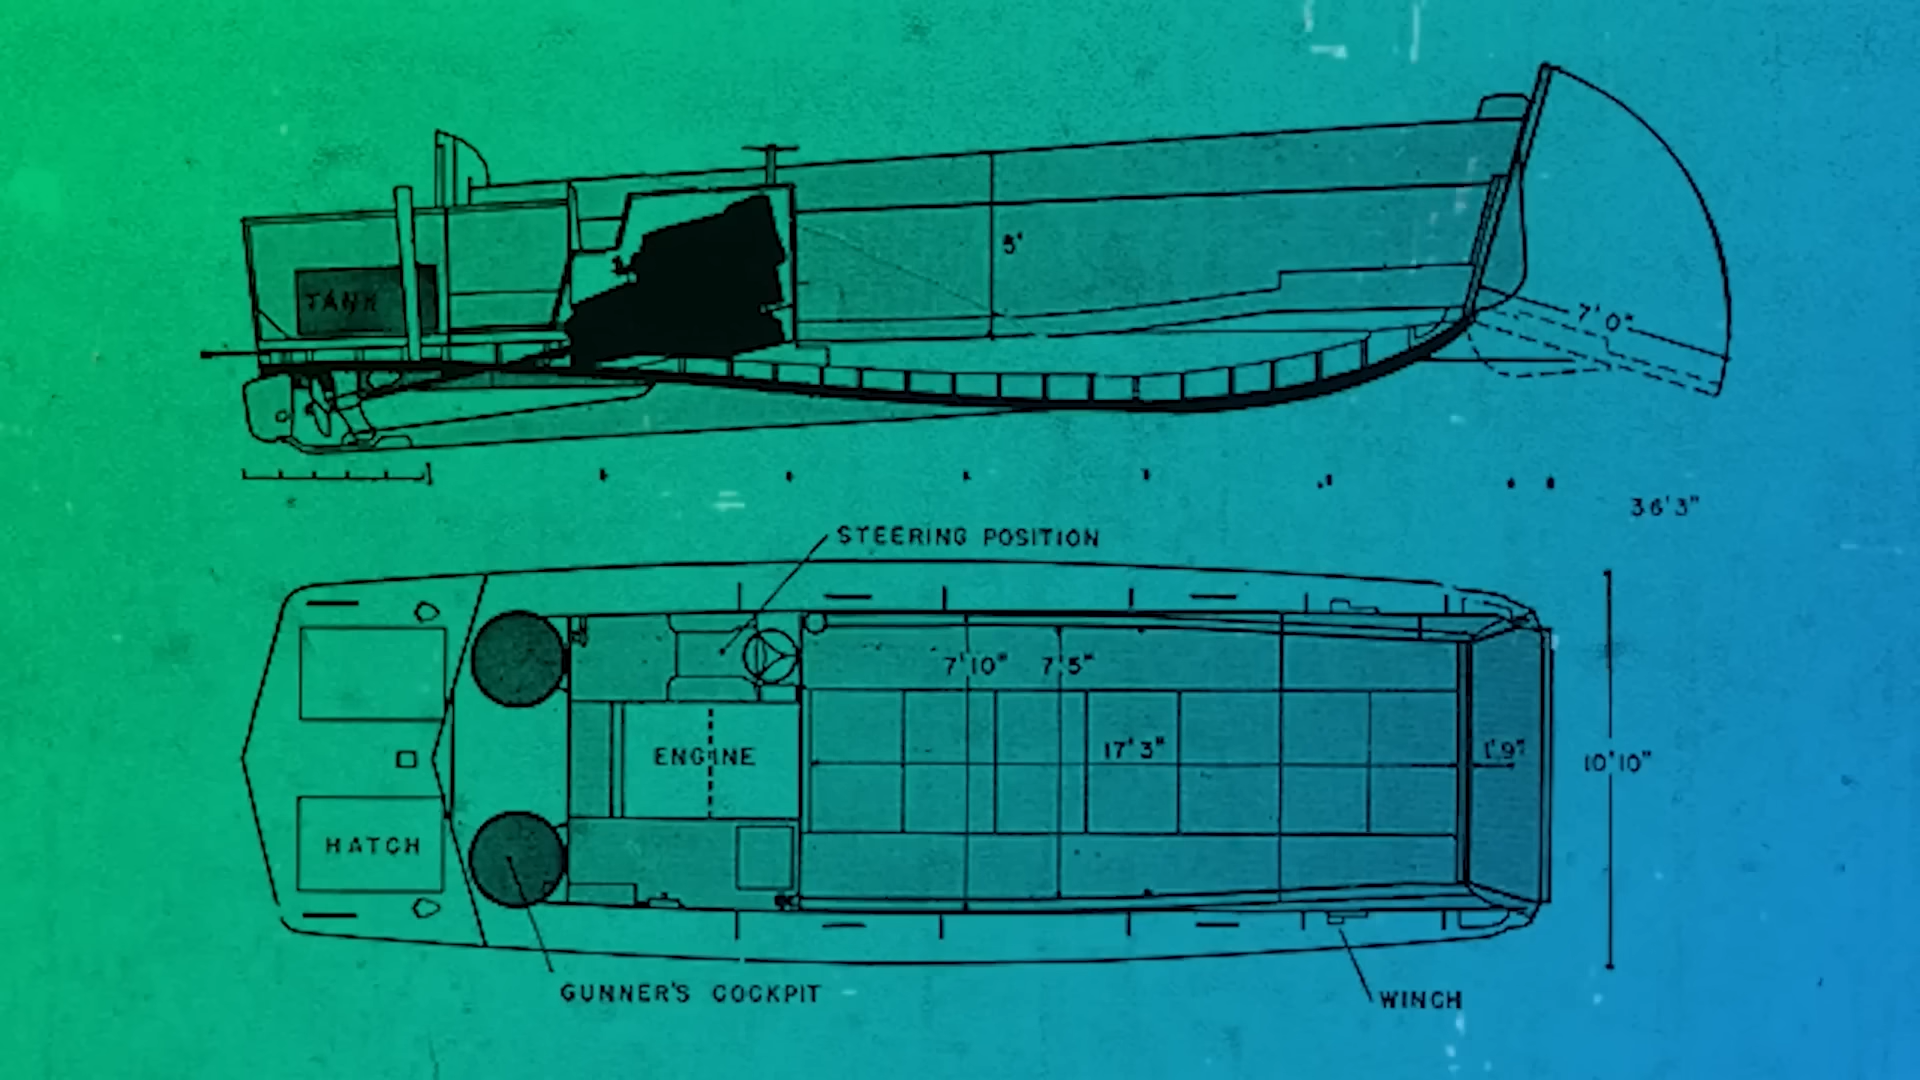 TANK
5'
7'0"
36'3"
STEERING POSITION
7'10" 7'5"
ENGINE
17'3"
1'9"
10'10"
HATCH
GUNNER'S COCKPIT
WINCH